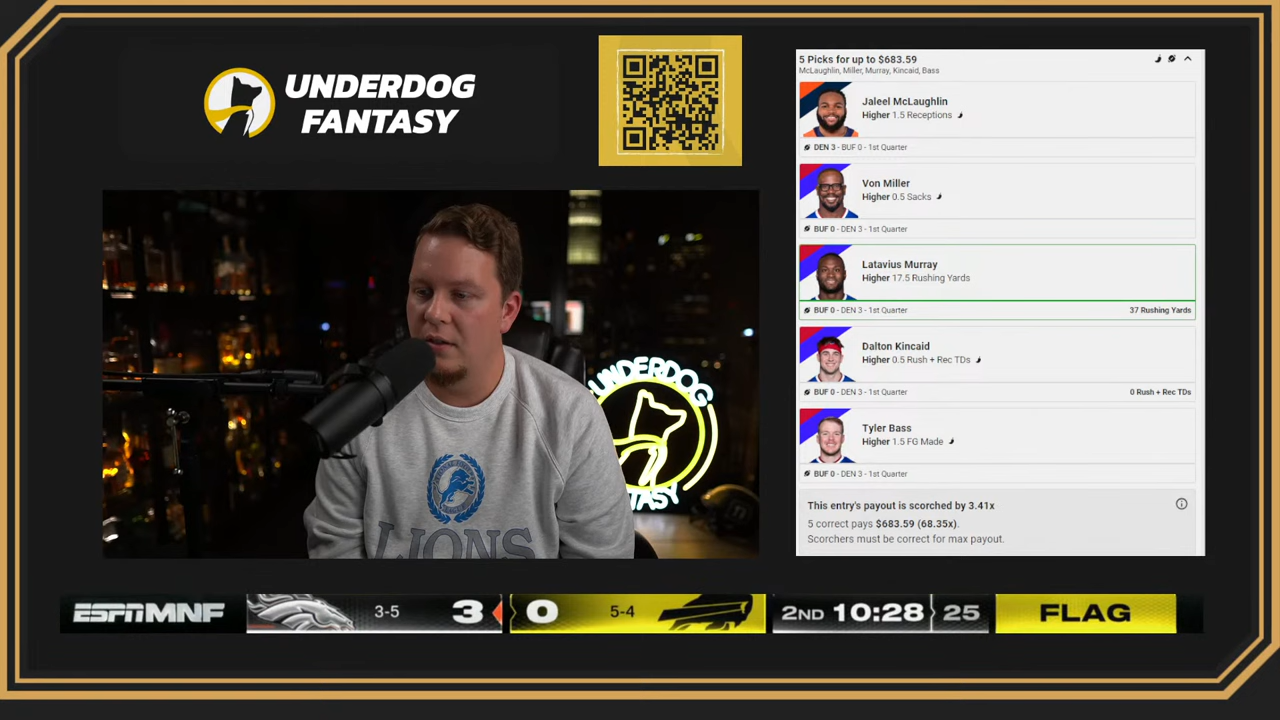 UNDERDOG
FANTASY
5 Picks for up to $683.59
McLaughlin, Miller, Murray, Kincaid, Bass
Jaleel McLaughlin
Higher 1.5 Receptions
DEN 3 - BUF 0 - 1st Quarter
Von Miller
Higher 0.5 Sacks
BUF 0 - DEN 3 - 1st Quarter
Latavius Murray
Higher 17.5 Rushing Yards
BUF 0 - DEN 3 - 1st Quarter 37 Rushing Yards
Dalton Kincaid
Higher 0.5 Rush + Rec TDs
BUF 0 - DEN 3 - 1st Quarter 0 Rush + Rec TDs
Tyler Bass
Higher 1.5 FG Made
BUF 0 - DEN 3 - 1st Quarter
This entry's payout is scorched by 3.41x
5 correct pays $683.59 (68.35x).
Scorchers must be correct for max payout.
UNDERDOG
FANTASY
LIONS
ESPN MNF 3-5 3 0 5-4 2ND 10:28 25 FLAG